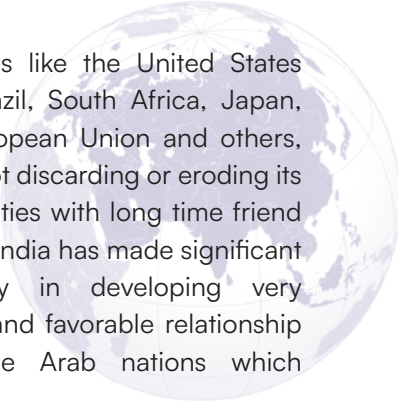 s like the United States
zil, South Africa, Japan,
opean Union and others,
t discarding or eroding its
ties with long time friend
ndia has made significant
y in developing very
nd favorable relationship
e Arab nations which